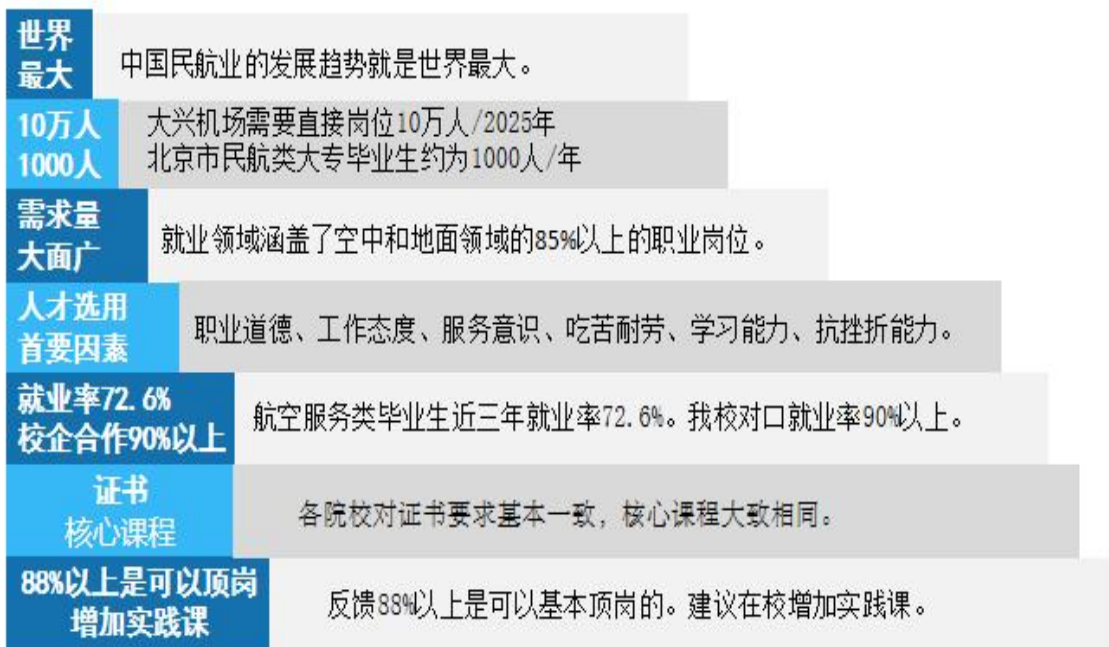 世界
最大
中国民航业的发展趋势就是世界最大。
10万人
1000人
大兴机场需要直接岗位10万人/2025年
北京市民航类大专毕业生约为1000人/年
需求量
大面广
就业领域涵盖了空中和地面领域的85%以上的职业岗位。
人才选用
首要因素
职业道德、工作态度、服务意识、吃苦耐劳、学习能力、抗挫折能力。
就业率72.6%
校企合作90%以上
航空服务类毕业生近三年就业率72.6%。我校对口就业率90%以上。
证书
核心课程
各院校对证书要求基本一致，核心课程大致相同。
88%以上是可以顶岗
增加实践课
反馈88%以上是可以基本顶岗的。建议在校增加实践课。